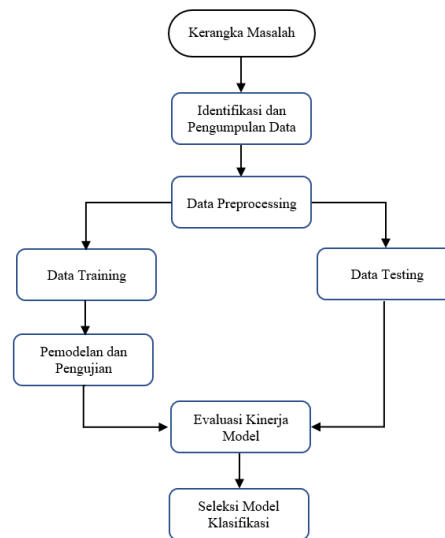 Kerangka Masalah
Identifikasi dan
Pengumpulan Data
Data Preprocessing
Data Training
Data Testing
Pemodelan dan
Pengujian
Evaluasi Kinerja
Model
Seleksi Model
Klasifikasi